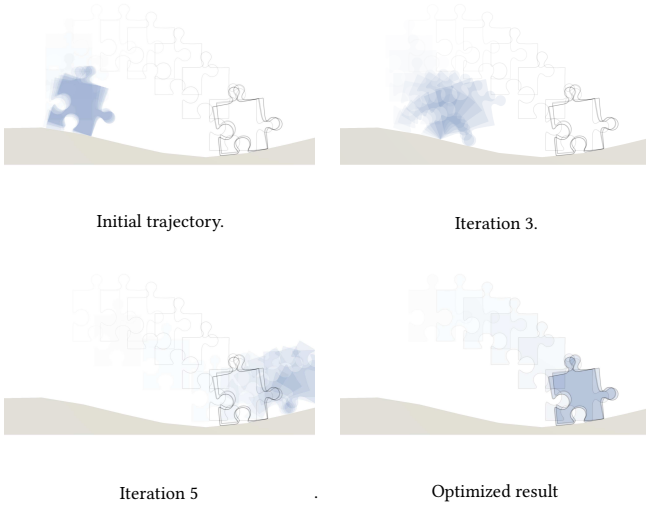 Initial trajectory.
Iteration 3.
Iteration 5
.
Optimized result